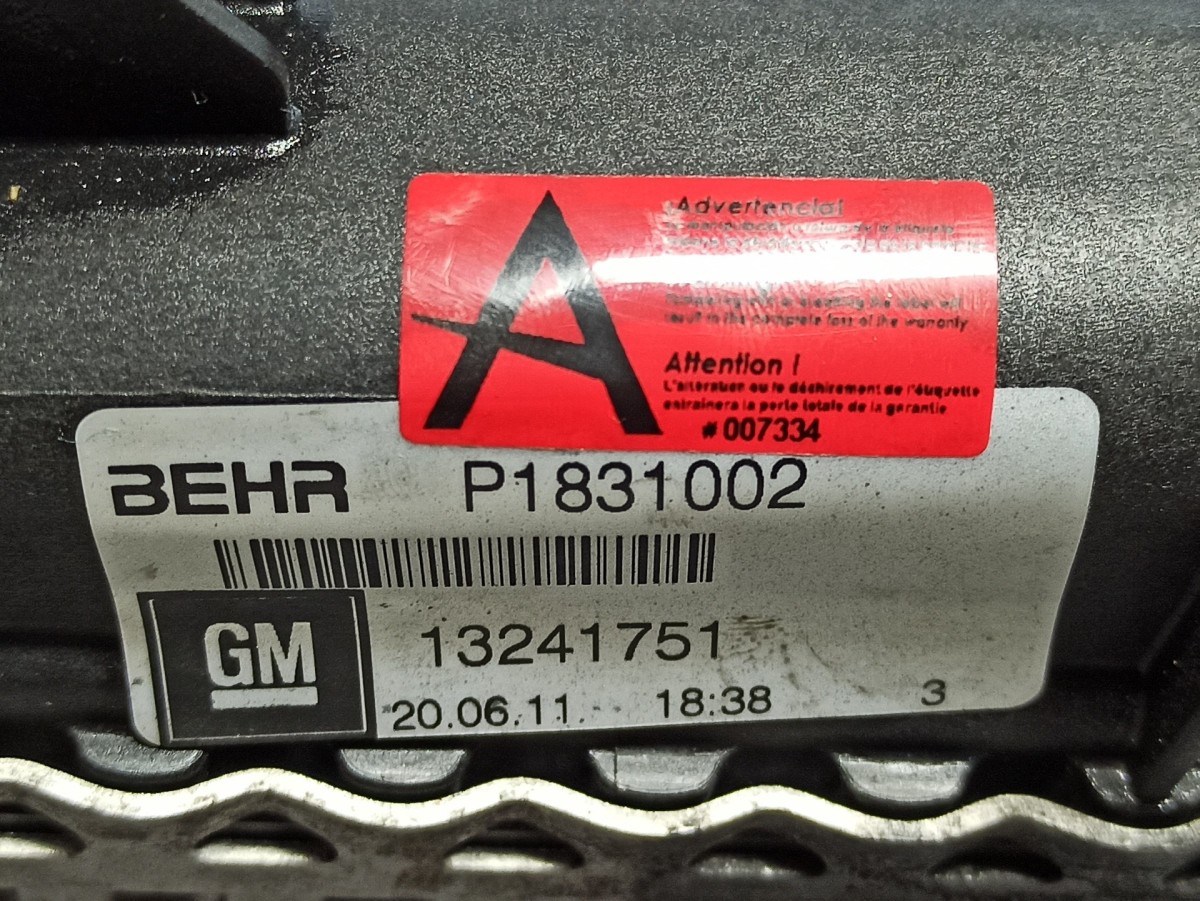 A
¡Advertencia!
result in the complete loss of the warranty
Attention !
L'altération ou le déchirement de l'étiquette
entrainera la perte totale de la garantie
#007334
BEHR P1831002
GM 13241751
20.06.11 18:38 3